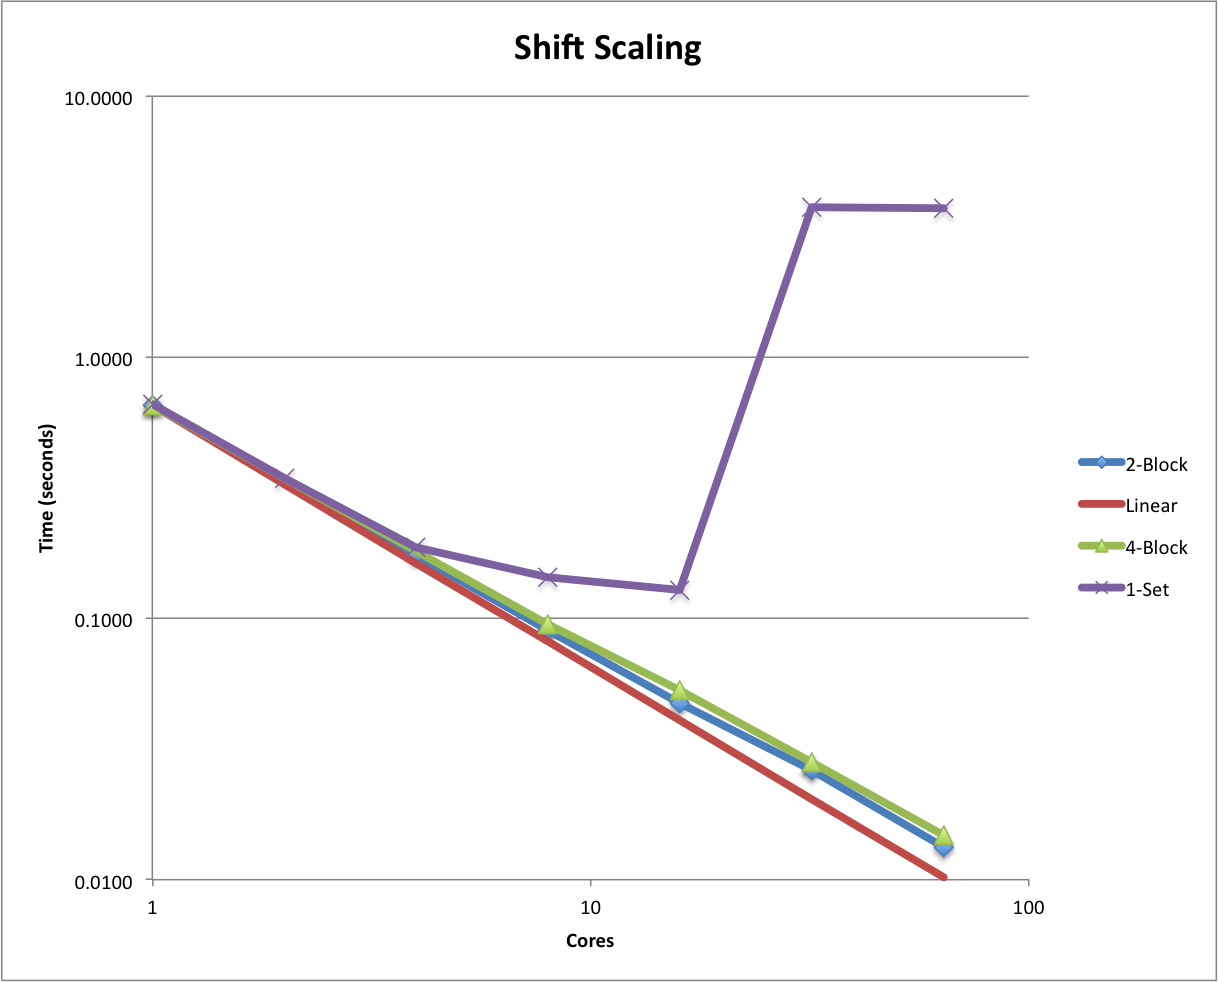 Shift Scaling
10.0000
1.0000
0.1000
0.0100
Time (seconds)
1
10
100
Cores
2-Block
Linear
4-Block
1-Set